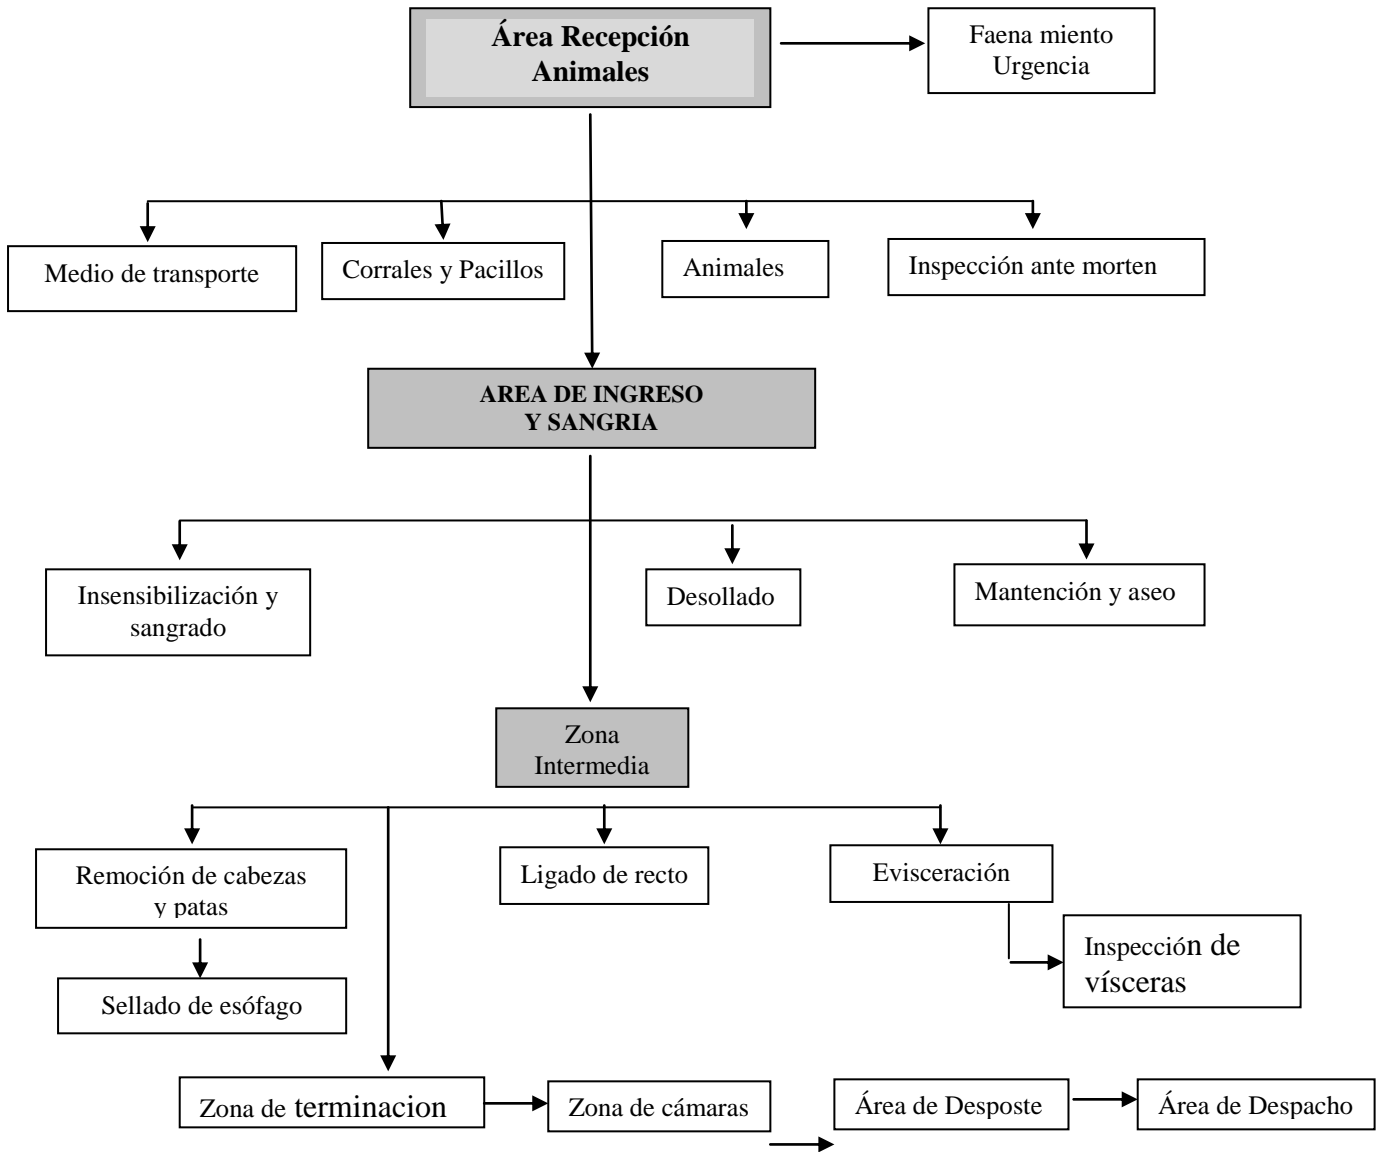 Área Recepción
Animales
Faena miento
Urgencia
Medio de transporte
Corrales y Pacillos
Animales
Inspección ante morten
AREA DE INGRESO
Y SANGRIA
Insensibilización y
sangrado
Desollado
Mantención y aseo
Zona
Intermedia
Remoción de cabezas
y patas
Ligado de recto
Evisceración
Inspección de
vísceras
Sellado de esófago
Zona de terminacion
Zona de cámaras
Área de Desposte
Área de Despacho